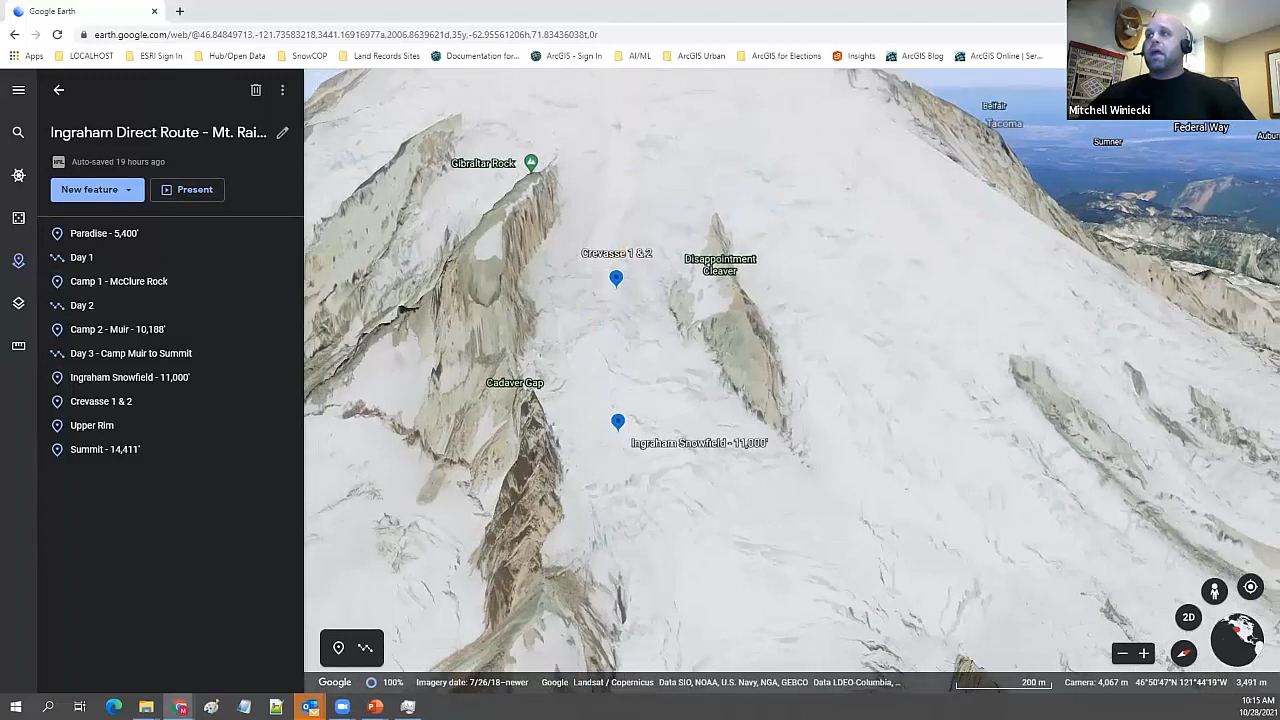 Google Earth
earth.google.com/web/@46.84849713,-121.73583218,3441.16916977a,2006.8635321d,35y,-62.95561206h,71.83436038t,0r
Apps LOCALHOST ESRI Sign In Hub/Open Data SnowCOP Land Records Sites Documentation for... ArcGIS - Sign In AI/ML ArcGIS Urban ArcGIS for Elections Insights ArcGIS Blog ArcGIS Online | Ser...
Mitchell Winiecki
Ingraham Direct Route - Mt. Rai...
Auto-saved 19 hours ago
New feature Present
Paradise - 5,400'
Day 1
Camp 1 - McClure Rock
Day 2
Camp 2 - Muir - 10,188'
Day 3 - Camp Muir to Summit
Ingraham Snowfield - 11,000'
Crevasse 1 & 2
Upper Rim
Summit - 14,411'
Belfair
Tacoma
Federal Way
Sumner
Auburn
Gibraltar Rock
Crevasse 1 & 2
Disappointment
Cleaver
Cadaver Gap
Ingraham Snowfield - 11,000'
2D
Google 100% Imagery date: 7/26/18–newer Google Landsat / Copernicus Data SIO, NOAA, U.S. Navy, NGA, GEBCO Data LDEO-Columbia, … 200 m Camera: 4,067 m 46°50'47"N 121°44'19"W 3,491 m
10:15 AM
10/28/2021